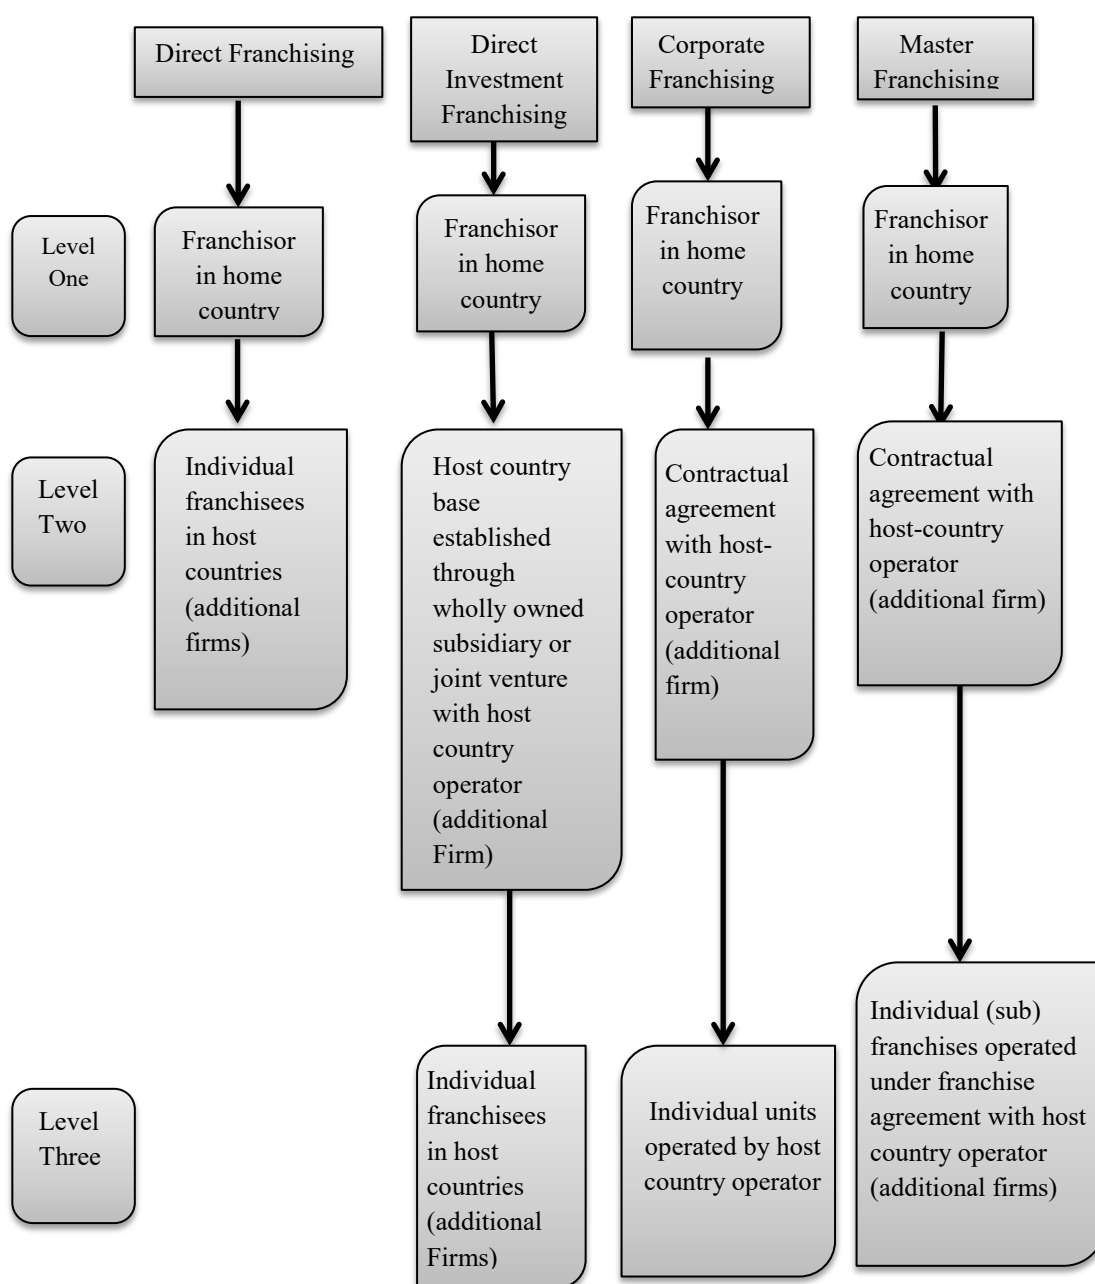 Direct Franchising
Direct
Investment
Franchising
Corporate
Franchising
Master
Franchising
Level
One
Franchisor
in home
country
Franchisor
in home
country
Franchisor
in home
country
Franchisor
in home
country
Level
Two
Individual
franchisees
in host
countries
(additional
firms)
Host country
base
established
through
wholly owned
subsidiary or
joint venture
with host
country
operator
(additional
Firm)
Contractual
agreement
with host-
country
operator
(additional
firm)
Contractual
agreement with
host-country
operator
(additional firm)
Level
Three
Individual
franchisees
in host
countries
(additional
Firms)
Individual units
operated by host
country operator
Individual (sub)
franchises operated
under franchise
agreement with host
country operator
(additional firms)